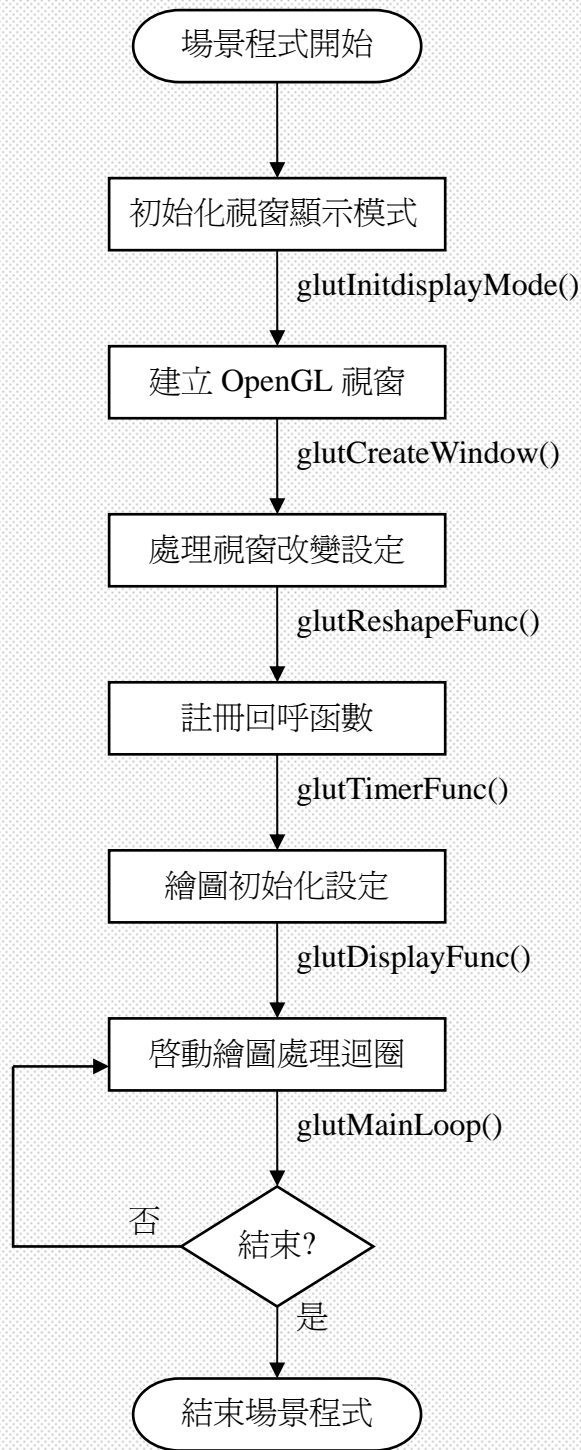 場景程式開始
初始化視窗顯示模式
glutInitdisplayMode()
建立 OpenGL 視窗
glutCreateWindow()
處理視窗改變設定
glutReshapeFunc()
註冊回呼函數
glutTimerFunc()
繪圖初始化設定
glutDisplayFunc()
啓動繪圖處理迴圈
glutMainLoop()
否
結束?
是
結束場景程式